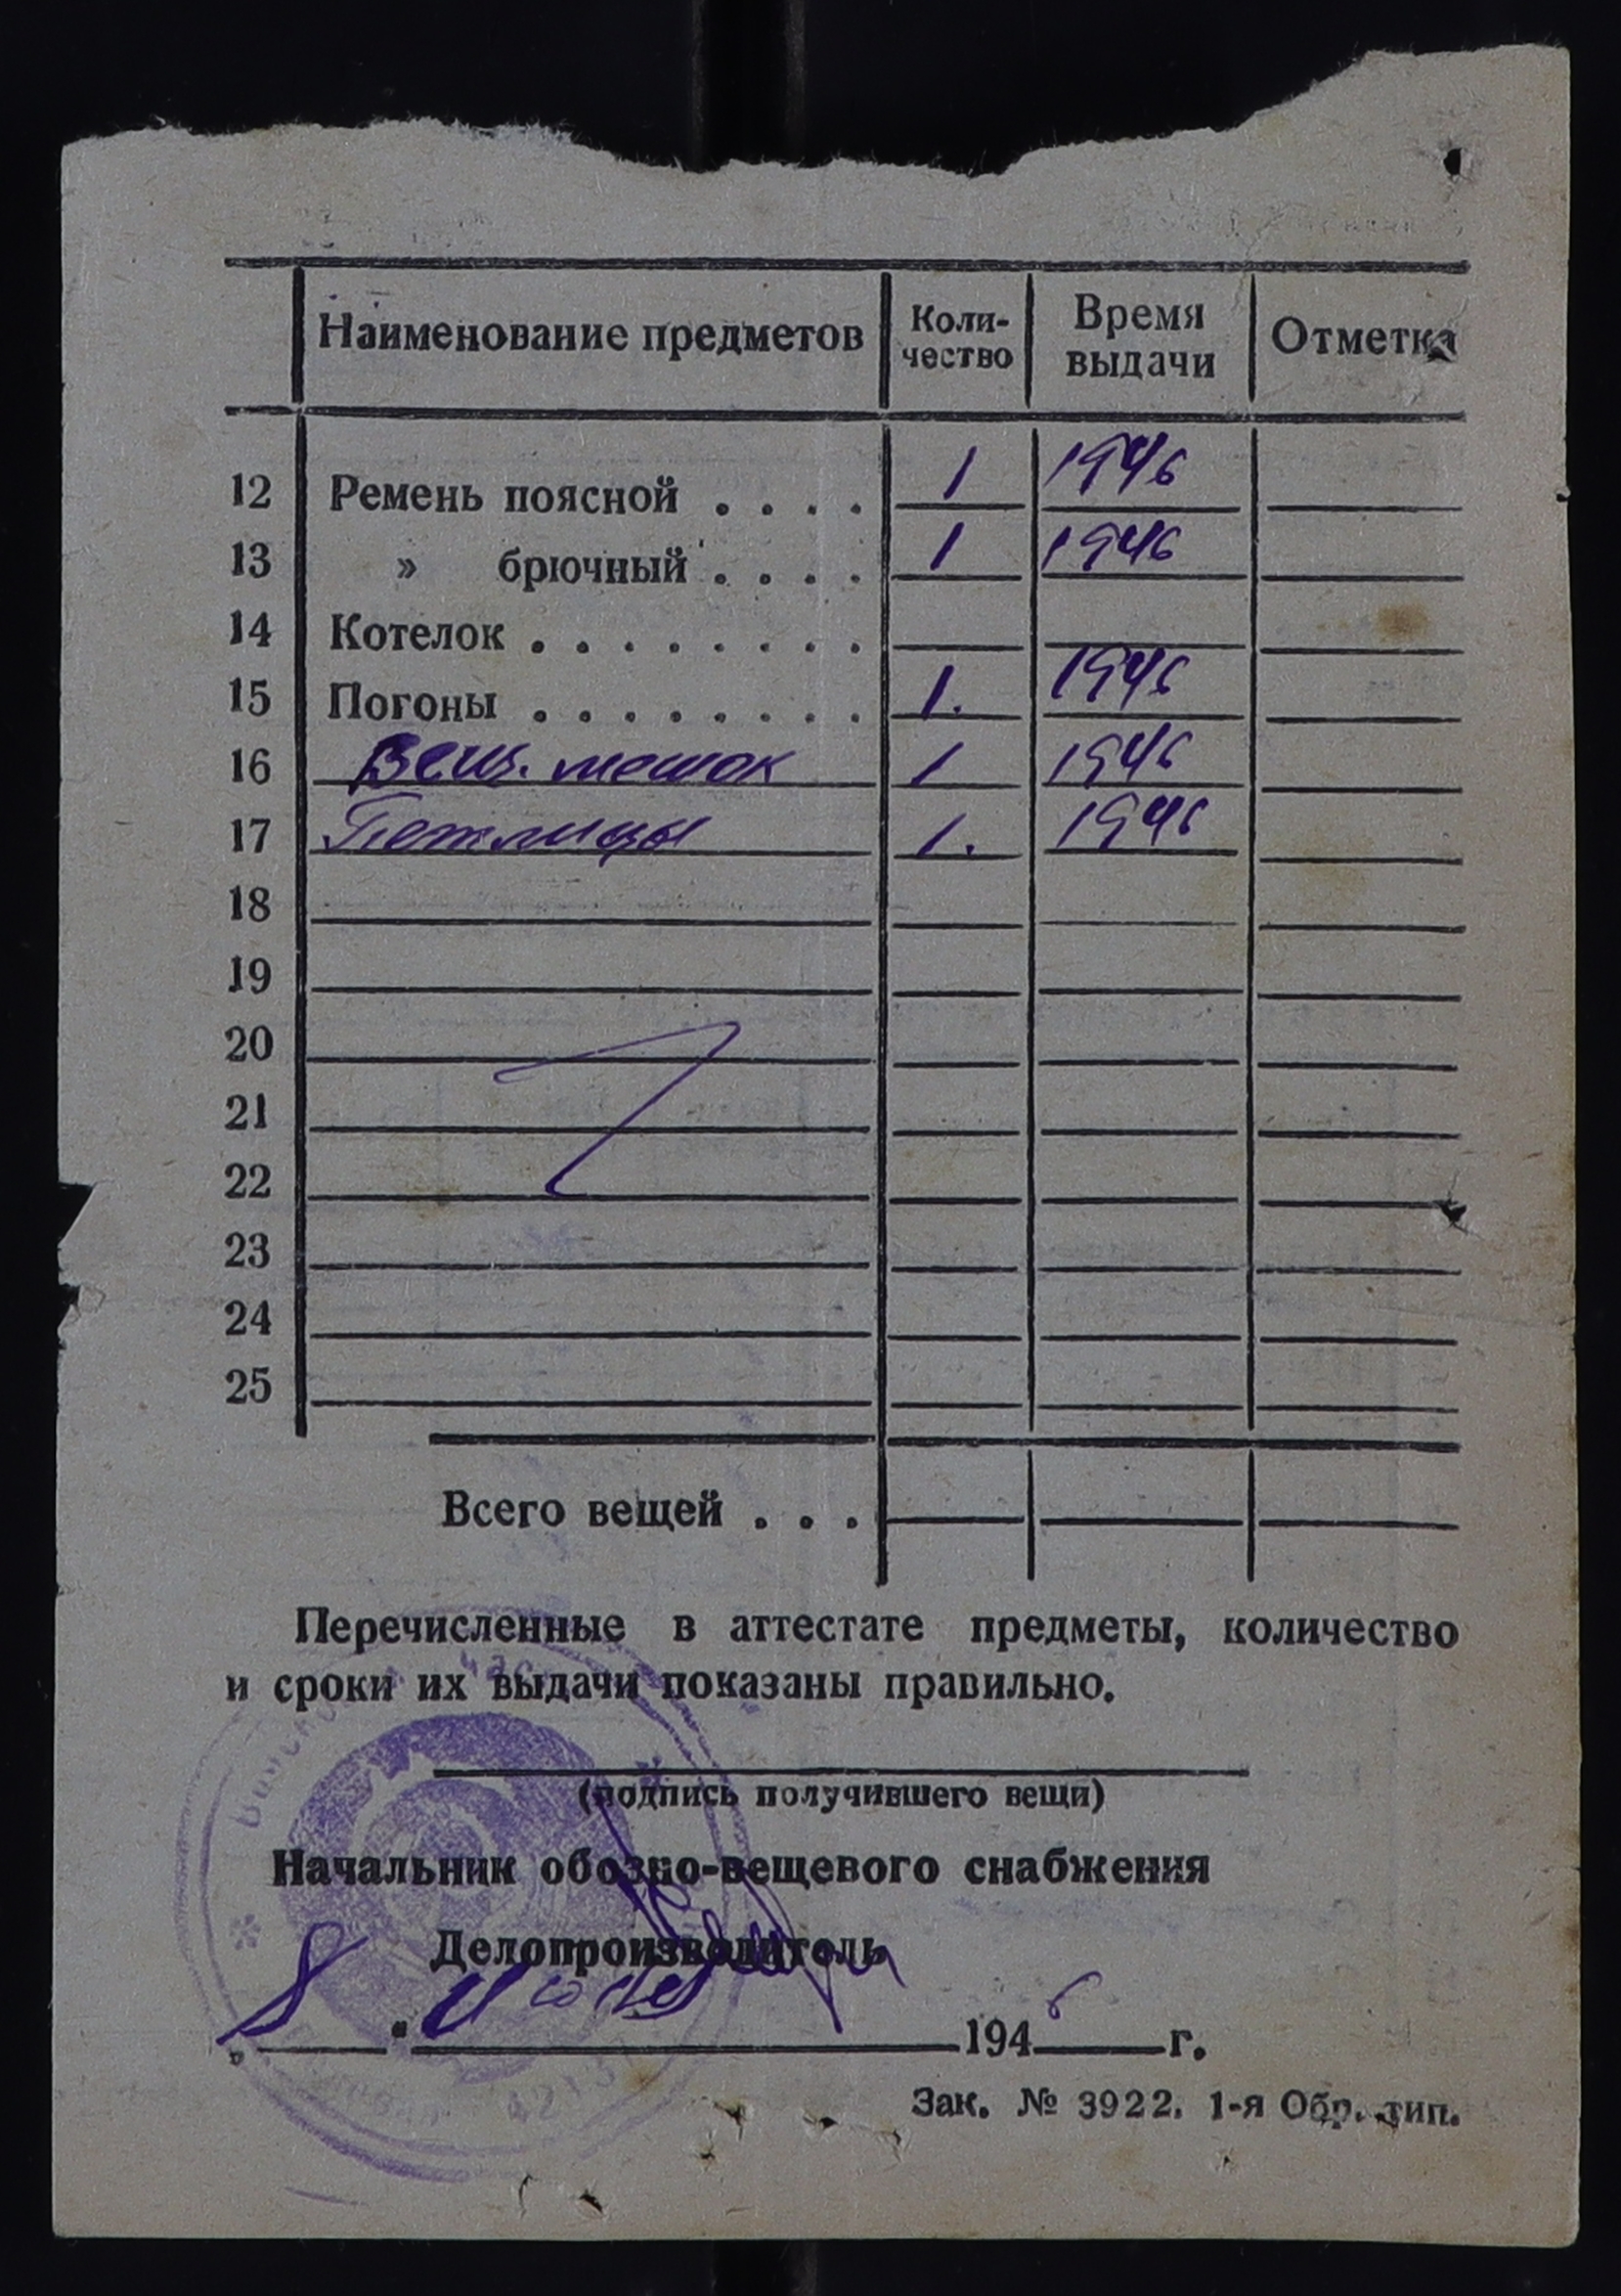 Наименование предметов Коли-чество Время выдачи Отметка
12 Ремень поясной . . . . 1 1946
13 » брючный . . . . 1 1946
14 Котелок . . . . . . . .
15 Погоны . . . . . . . . 1. 1946
16 Вещ. мешок 1 1946
17 Петлицы 1. 1946
18
19
20
21
22
23
24
25
Всего вещей . . .
Перечисленные в аттестате предметы, количество
и сроки их выдачи показаны правильно.
(подпись получившего вещи)
Начальник обозно-вещевого снабжения
Делопроизводитель
8 " 1946 г.
Зак. № 3922. 1-я Обр. тип.